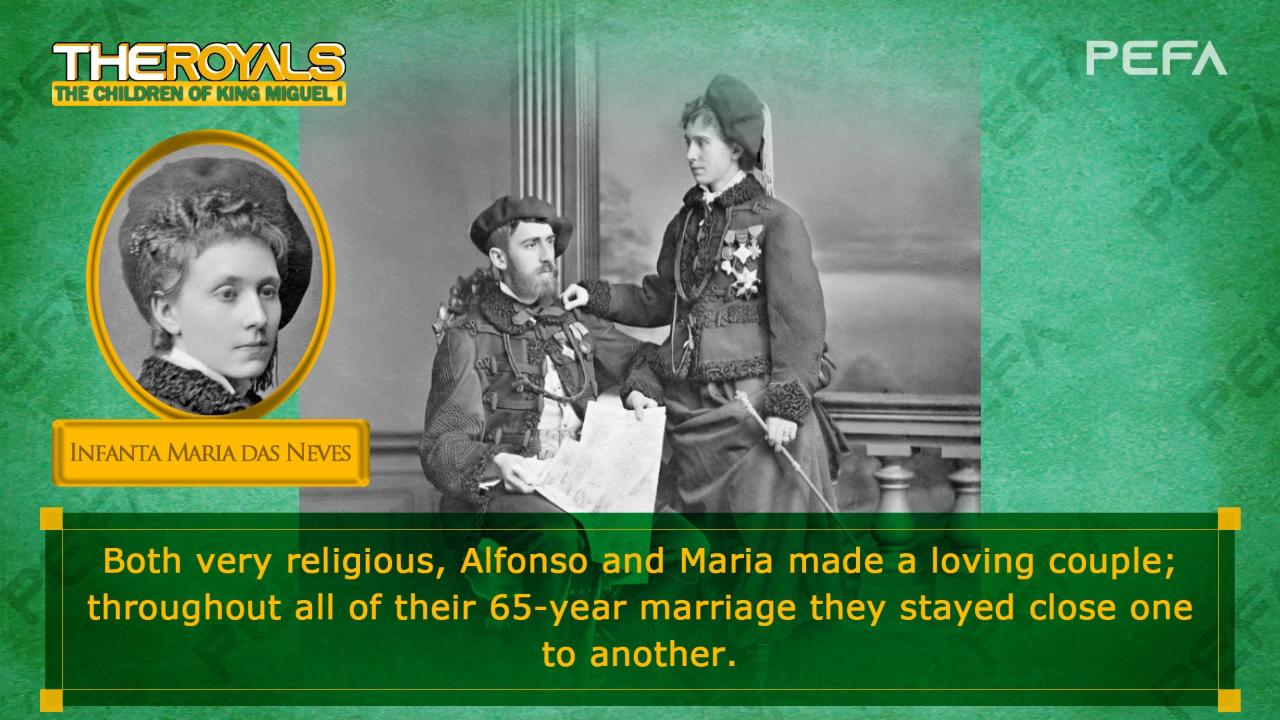 THEROYALS
THE CHILDREN OF KING MIGUEL I
PEFA
INFANTA MARIA DAS NEVES
Both very religious, Alfonso and Maria made a loving couple;
throughout all of their 65-year marriage they stayed close one
to another.